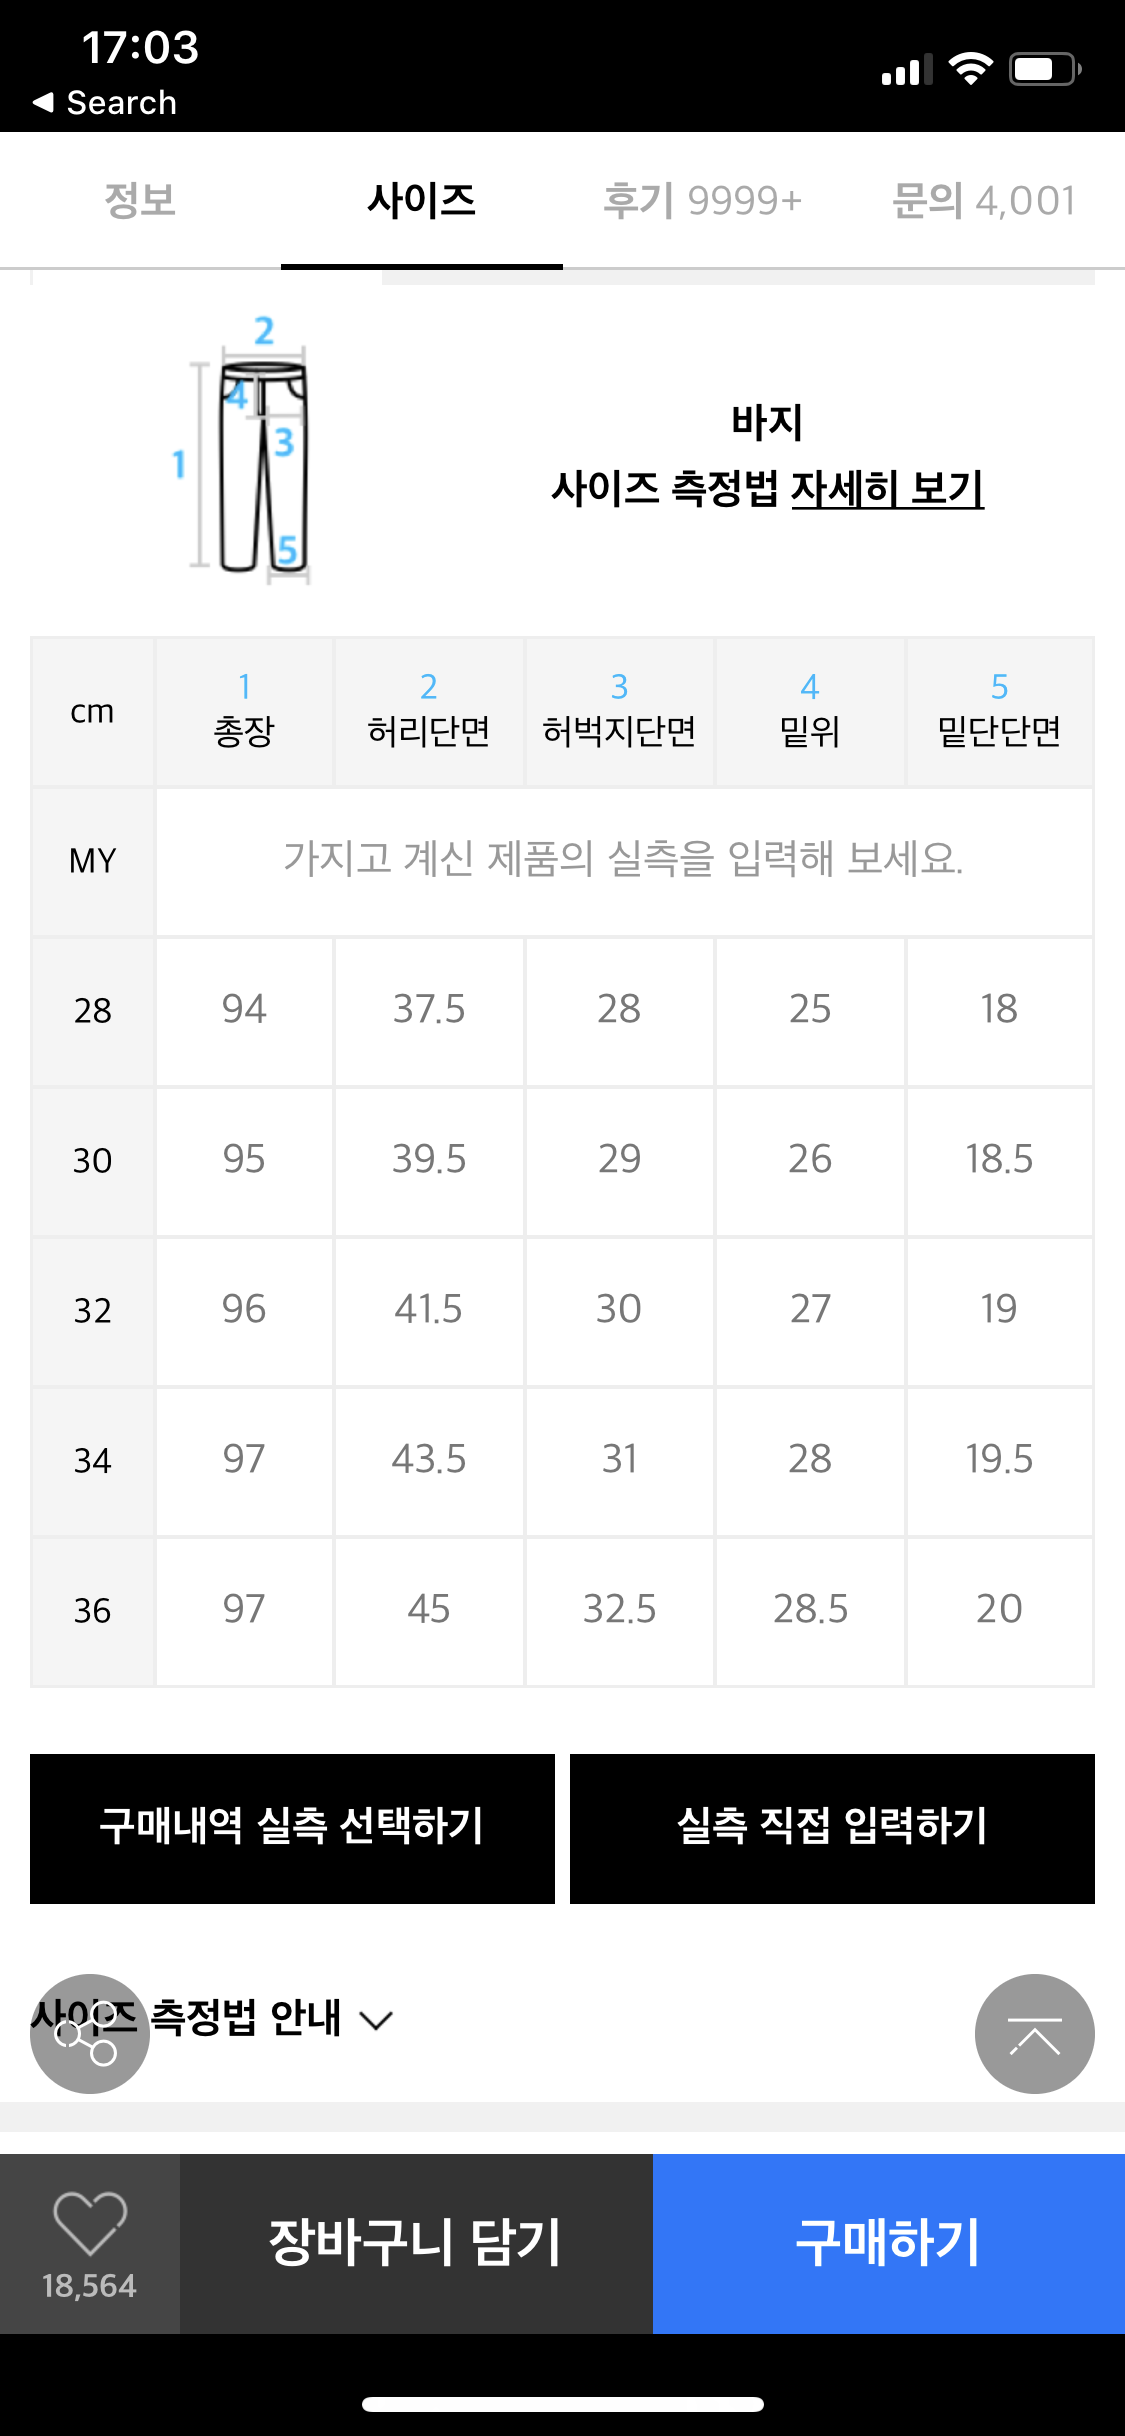 17:03
◀ Search
정보 사이즈 후기 9999+ 문의 4,001
2
4
3
1
5
바지
사이즈 측정법 자세히 보기
cm 1 총장 2 허리단면 3 허벅지단면 4 밑위 5 밑단단면
MY 가지고 계신 제품의 실측을 입력해 보세요.
28 94 37.5 28 25 18
30 95 39.5 29 26 18.5
32 96 41.5 30 27 19
34 97 43.5 31 28 19.5
36 97 45 32.5 28.5 20
구매내역 실측 선택하기 실측 직접 입력하기
사이즈 측정법 안내
18,564 장바구니 담기 구매하기